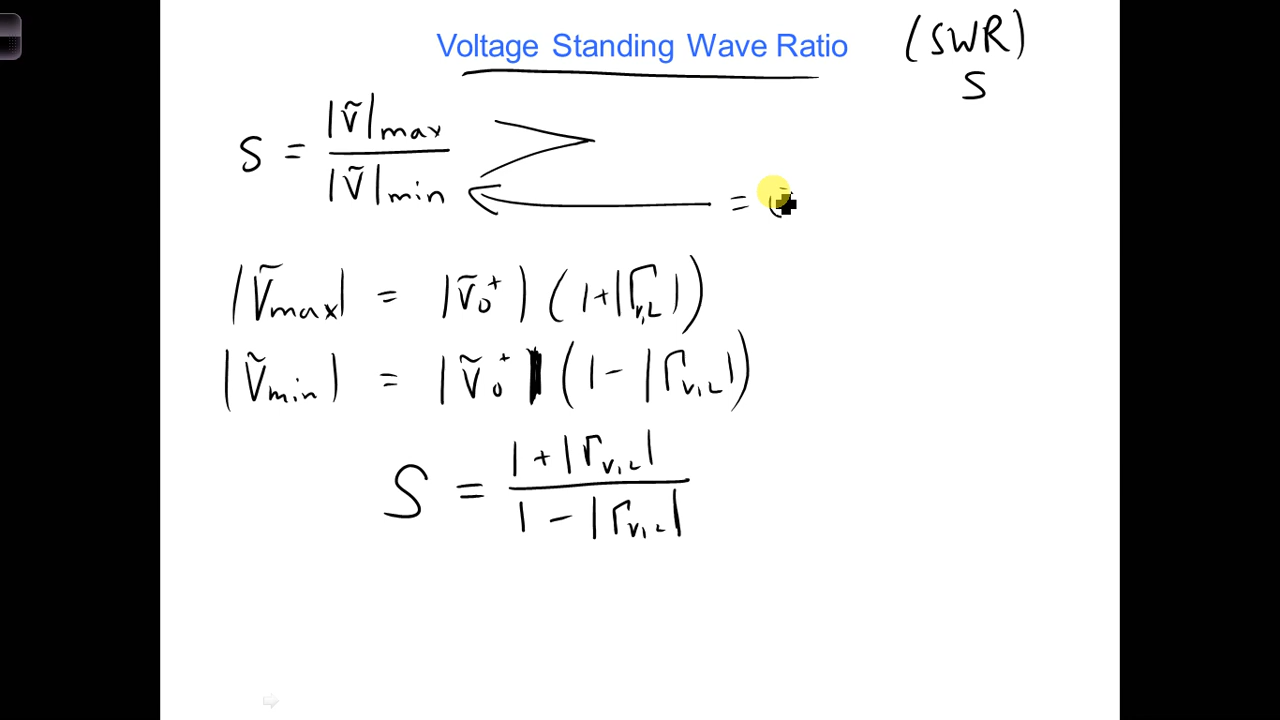 Voltage Standing Wave Ratio (SWR)
S
S = |Ṽ|max / |Ṽ|min
=
|Ṽmax| = |Ṽ0+| (1+|Γv,L|)
|Ṽmin| = |Ṽ0+| (1-|Γv,L|)
S = 1+|Γv,L| / 1-|Γv,L|